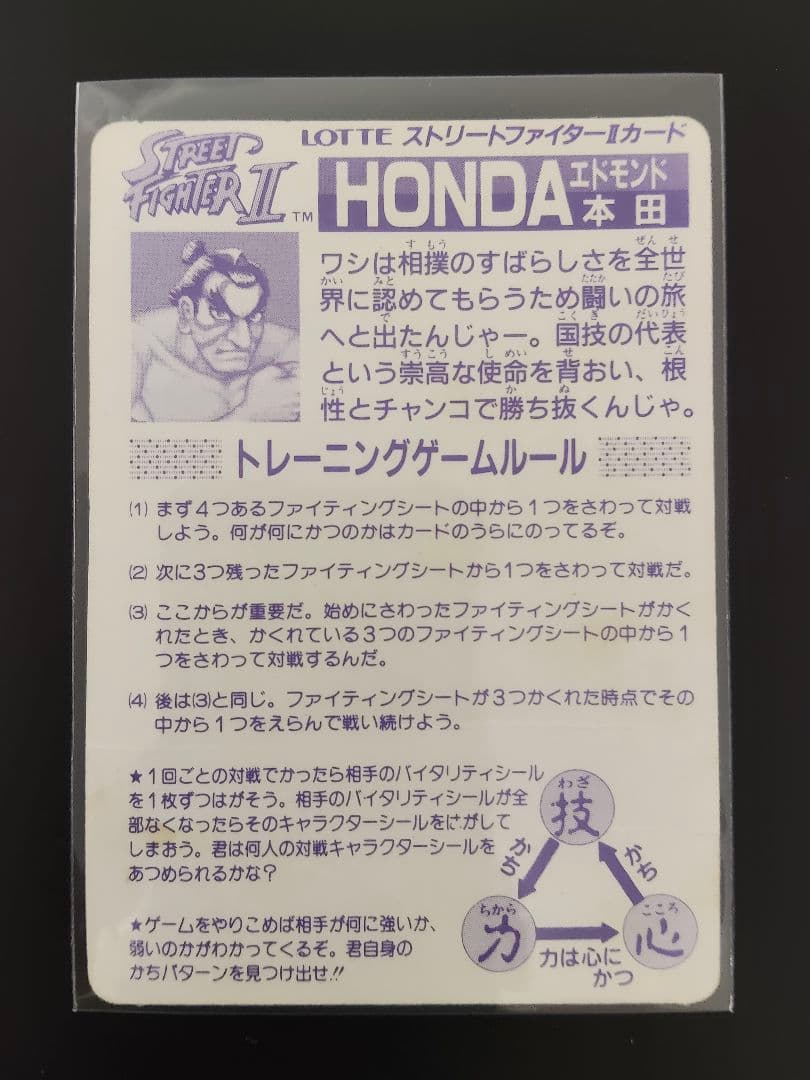 STREET FIGHTER II TM
LOTTE ストリートファイターIIカード
HONDA エドモンド本田
ワシは相撲のすばらしさを全世
界に認めてもらうため闘いの旅
へと出たんじゃー。国技の代表
という崇高な使命を背おい、根
性とチャンコで勝ち抜くんじゃ。
トレーニングゲームルール
(1) まず4つあるファイティングシートの中から1つをさわって対戦
しよう。何が何にかつのかはカードのうらにのってるぞ。
(2) 次に3つ残ったファイティングシートから1つをさわって対戦だ。
(3) ここからが重要だ。始めにさわったファイティングシートがかく
れたとき、かくれている3つのファイティングシートの中から1
つをさわって対戦するんだ。
(4) 後は(3)と同じ。ファイティングシートが3つかくれた時点でその
中から1つをえらんで戦い続けよう。
★1回ごとの対戦でかったら相手のバイタリティシール
を1枚ずつはがそう。相手のバイタリティシールが全
部なくなったらそのキャラクターシールをはがして
しまおう。君は何人の対戦キャラクターシールを
あつめられるかな?
★ゲームをやりこめば相手が何に強いか、
弱いのかがわかってくるぞ。君自身の
かちパターンを見つけ出せ!!
わざ
技
かち
かち
ちから
力
こころ
心
力は心に
かつ